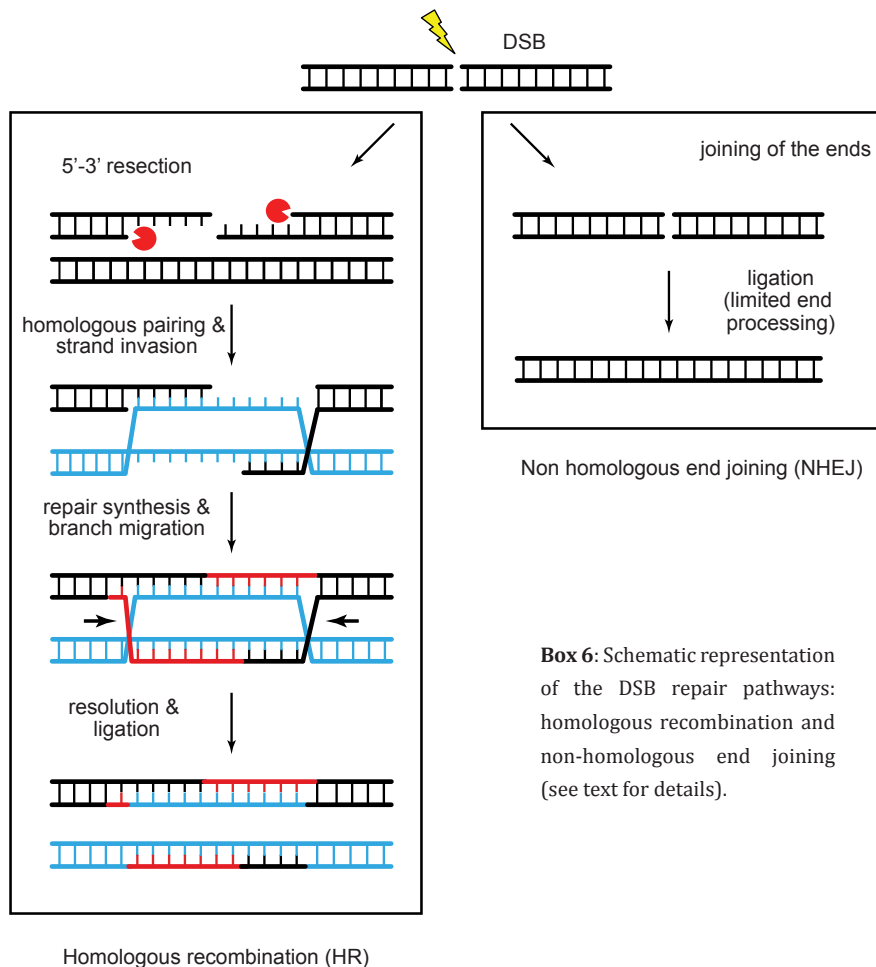 DSB
5'-3' resection
homologous pairing &
strand invasion
repair synthesis &
branch migration
resolution &
ligation
Homologous recombination (HR)
joining of the ends
ligation
(limited end
processing)
Non homologous end joining (NHEJ)
Box 6: Schematic representation
of the DSB repair pathways:
homologous recombination and
non-homologous end joining
(see text for details).